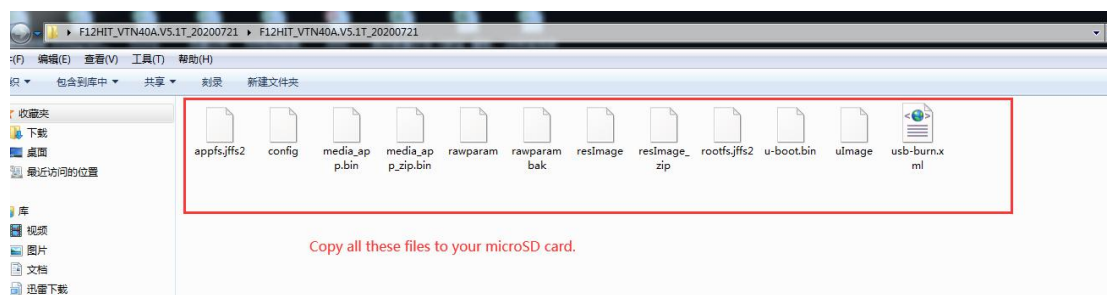 F12HIT_VTN40A.V5.1T_20200721 ▸ F12HIT_VTN40A.V5.1T_20200721
(F) 编辑(E) 查看(V) 工具(T) 帮助(H)
包含到库中 共享 刻录 新建文件夹
收藏夹
下载
桌面
最近访问的位置
库
视频
图片
文档
迅雷下载
appfs.jffs2 config media_ap rawparam rawparam resImage resImage_ rootfs.jffs2 u-boot.bin uImage usb-burn.x
p.bin p_zip.bin bak zip ml
Copy all these files to your microSD card.